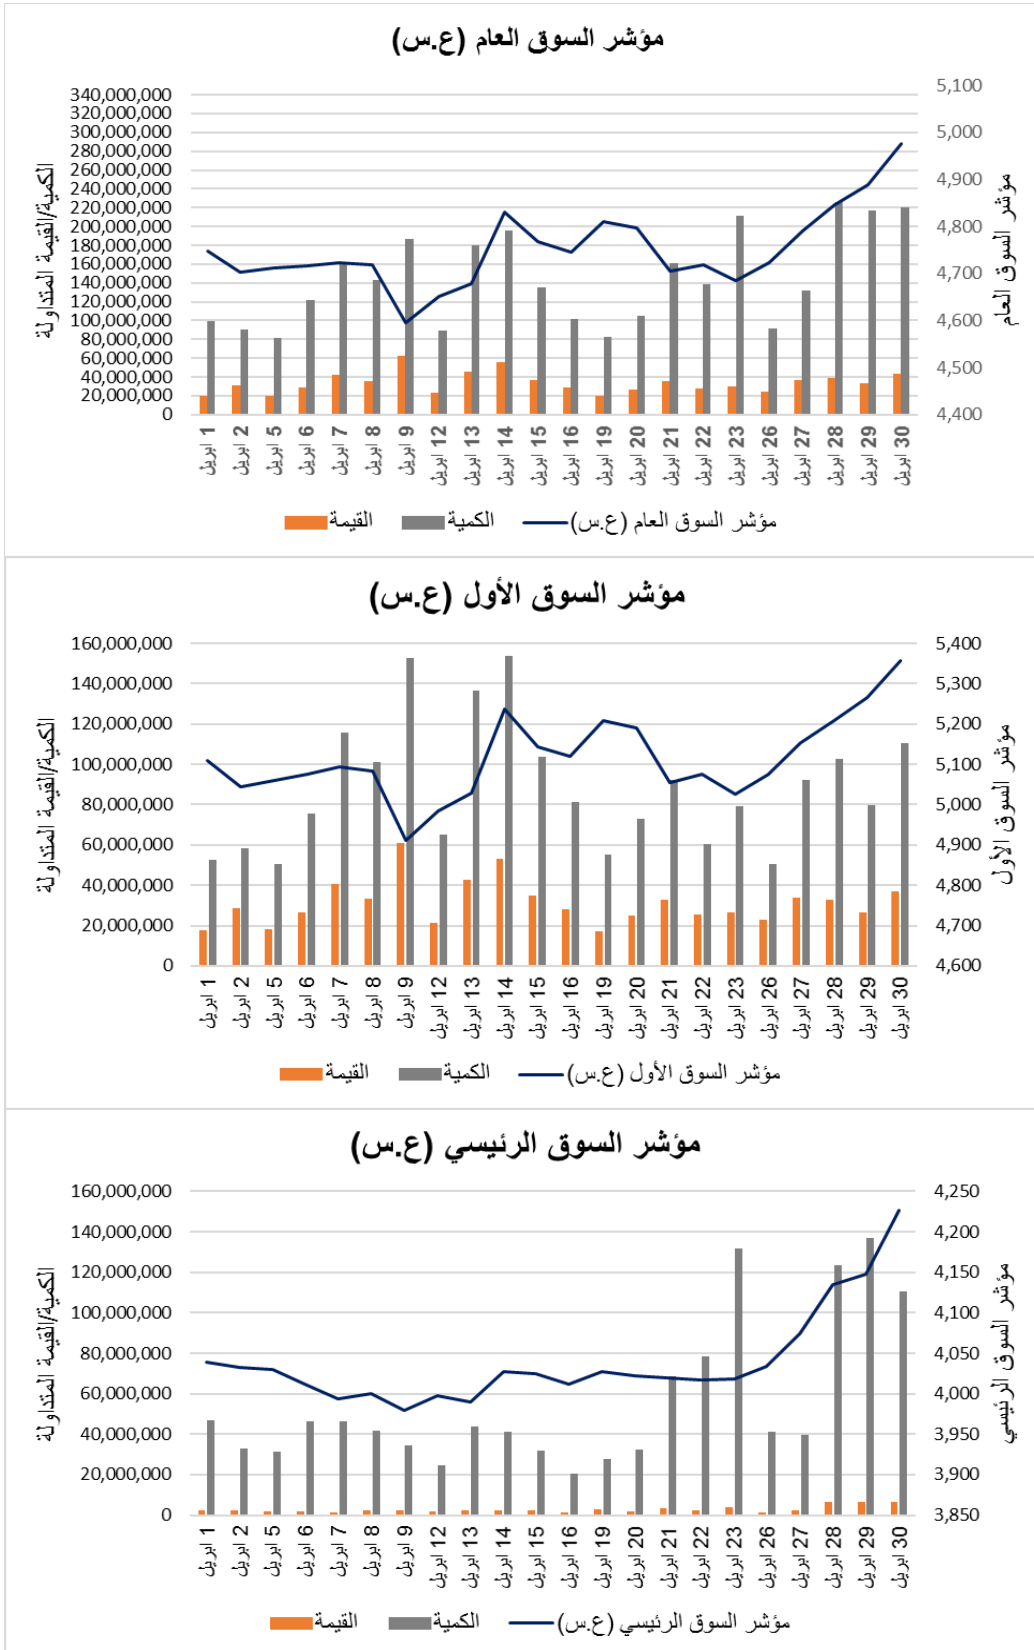 مؤشر السوق العام (ع.س)
الكمية/القيمة المتداولة
340,000,000
320,000,000
300,000,000
280,000,000
260,000,000
240,000,000
220,000,000
200,000,000
180,000,000
160,000,000
140,000,000
120,000,000
100,000,000
80,000,000
60,000,000
40,000,000
20,000,000
0
5,100
5,000
4,900
4,800
4,700
4,600
4,500
4,400
مؤشر السوق العام
1 ابريل
2 ابريل
5 ابريل
6 ابريل
7 ابريل
8 ابريل
9 ابريل
12 ابريل
13 ابريل
14 ابريل
15 ابريل
16 ابريل
19 ابريل
20 ابريل
21 ابريل
22 ابريل
23 ابريل
26 ابريل
27 ابريل
28 ابريل
29 ابريل
30 ابريل
القيمة
الكمية
مؤشر السوق العام (ع.س)
مؤشر السوق الأول (ع.س)
الكمية/القيمة المتداولة
160,000,000
140,000,000
120,000,000
100,000,000
80,000,000
60,000,000
40,000,000
20,000,000
0
5,400
5,300
5,200
5,100
5,000
4,900
4,800
4,700
4,600
مؤشر السوق الأول
1 ابريل
2 ابريل
5 ابريل
6 ابريل
7 ابريل
8 ابريل
9 ابريل
12 ابريل
13 ابريل
14 ابريل
15 ابريل
16 ابريل
19 ابريل
20 ابريل
21 ابريل
22 ابريل
23 ابريل
26 ابريل
27 ابريل
28 ابريل
29 ابريل
30 ابريل
القيمة
الكمية
مؤشر السوق الأول (ع.س)
مؤشر السوق الرئيسي (ع.س)
الكمية/القيمة المتداولة
160,000,000
140,000,000
120,000,000
100,000,000
80,000,000
60,000,000
40,000,000
20,000,000
0
4,250
4,200
4,150
4,100
4,050
4,000
3,950
3,900
3,850
مؤشر السوق الرئيسي
1 ابريل
2 ابريل
5 ابريل
6 ابريل
7 ابريل
8 ابريل
9 ابريل
12 ابريل
13 ابريل
14 ابريل
15 ابريل
16 ابريل
19 ابريل
20 ابريل
21 ابريل
22 ابريل
23 ابريل
26 ابريل
27 ابريل
28 ابريل
29 ابريل
30 ابريل
القيمة
الكمية
مؤشر السوق الرئيسي (ع.س)